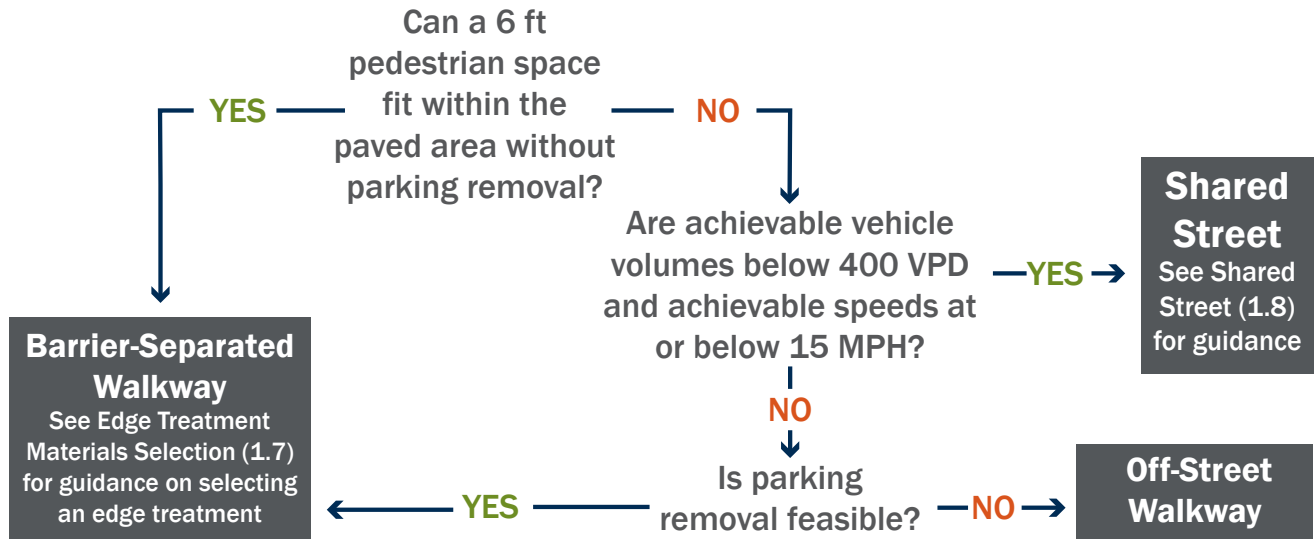 Can a 6 ft
pedestrian space
fit within the
paved area without
parking removal?
YES
NO
Are achievable vehicle
volumes below 400 VPD
and achievable speeds at
or below 15 MPH?
YES
Shared
Street
See Shared
Street (1.8)
for guidance
NO
Barrier-Separated
Walkway
See Edge Treatment
Materials Selection (1.7)
for guidance on selecting
an edge treatment
Is parking
removal feasible?
YES
NO
Off-Street
Walkway